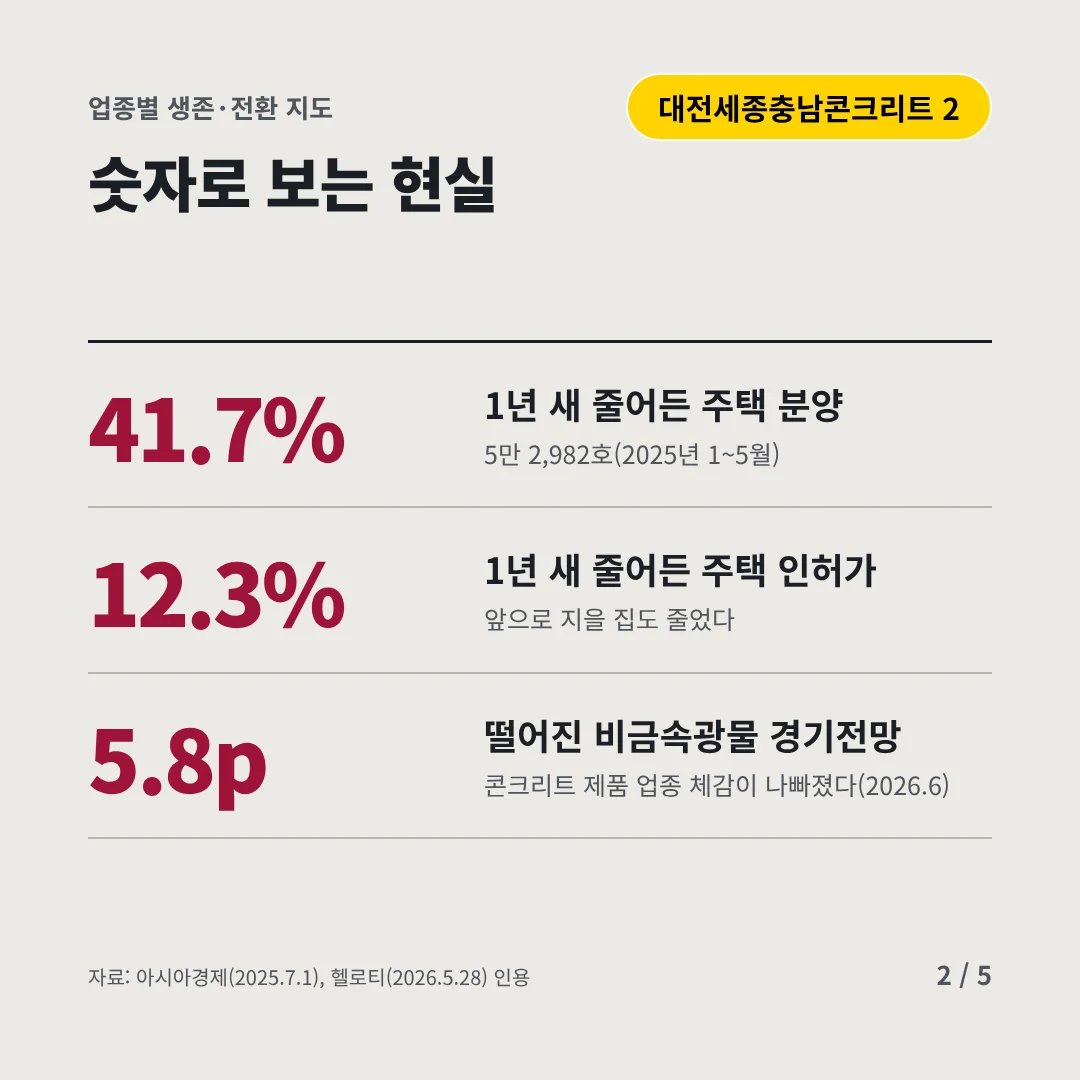 업종별 생존·전환 지도
대전세종충남콘크리트 2
숫자로 보는 현실
41.7%
1년 새 줄어든 주택 분양
5만 2,982호(2025년 1~5월)
12.3%
1년 새 줄어든 주택 인허가
앞으로 지을 집도 줄었다
5.8p
떨어진 비금속광물 경기전망
콘크리트 제품 업종 체감이 나빠졌다(2026.6)
자료: 아시아경제(2025.7.1), 헬로티(2026.5.28) 인용
2 / 5